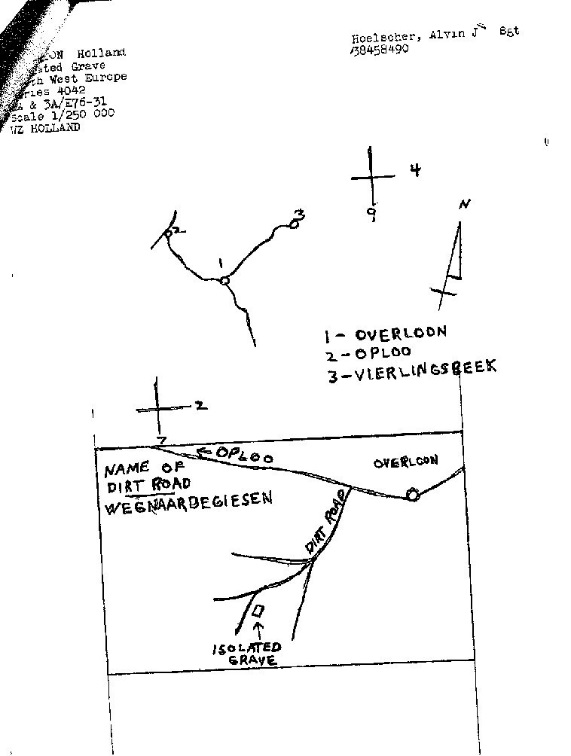 Holland
Grave
West Europe
4042
& 3A/E76-31
Scale 1/250 000
HOLLAND
Hoelscher, Alvin J Sgt
38458490
4
9
N
2
3
1
1- OVERLOON
2-OPLOO
3-VIERLINGSBEEK
2
7
← OPLOO
OVERLOON
NAME OF
DIRT ROAD
WEGNAARDEGIESEN
DIRT ROAD
ISOLATED
GRAVE